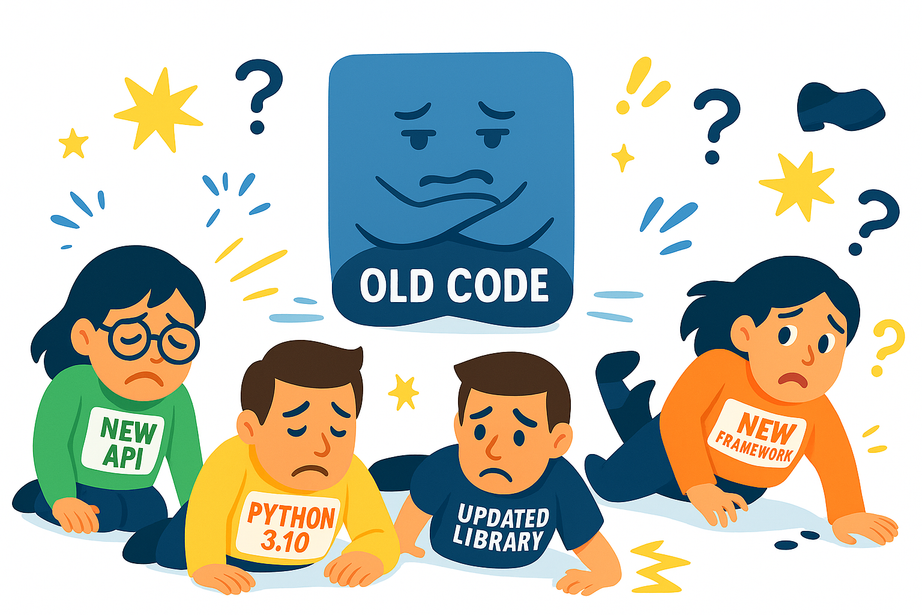 OLD CODE
NEW
API
PYTHON
3.10
UPDATED
LIBRARY
NEW
FRAMEWORK